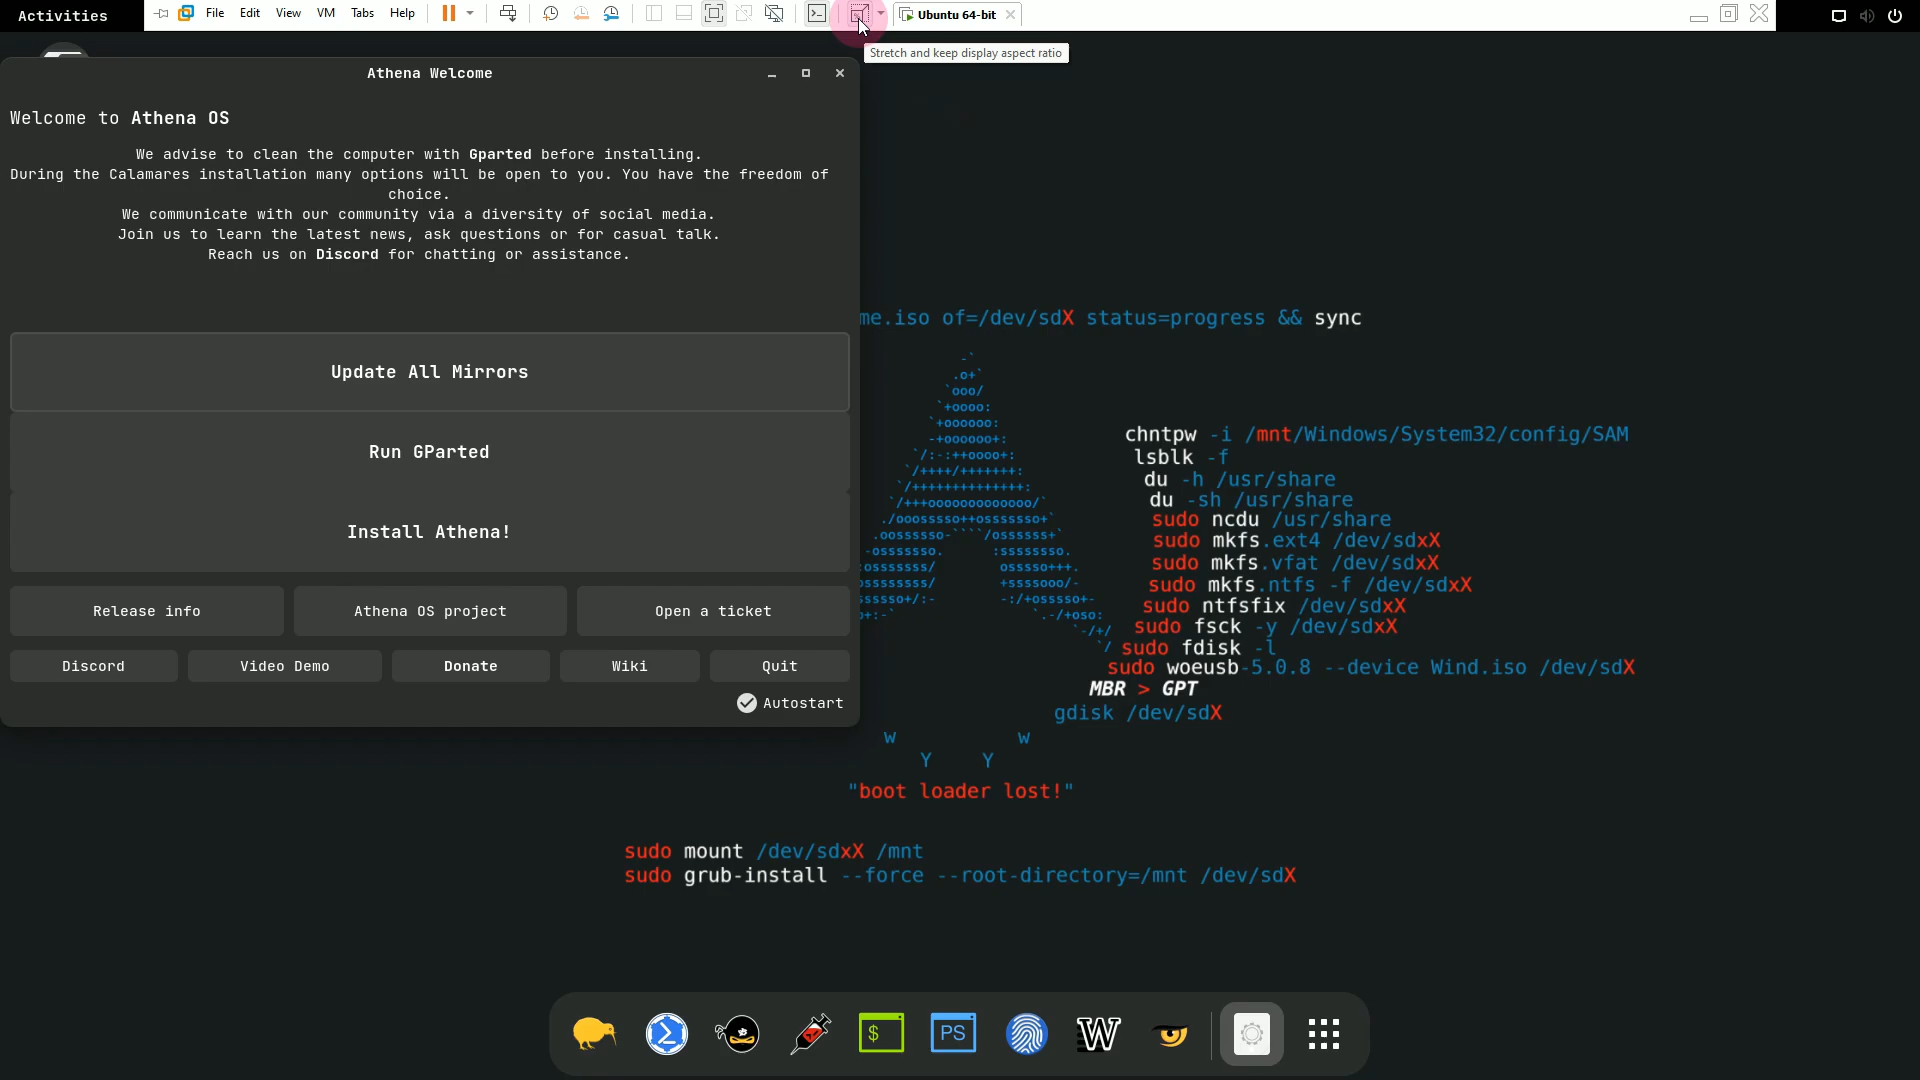 Activities
File Edit View VM Tabs Help
Ubuntu 64-bit
Stretch and keep display aspect ratio
Athena Welcome
Welcome to Athena OS
We advise to clean the computer with Gparted before installing.
During the Calamares installation many options will be open to you. You have the freedom of
choice.
We communicate with our community via a diversity of social media.
Join us to learn the latest news, ask questions or for casual talk.
Reach us on Discord for chatting or assistance.
Update All Mirrors
Run GParted
Install Athena!
Release info
Athena OS project
Open a ticket
Discord
Video Demo
Donate
Wiki
Quit
Autostart
me.iso of=/dev/sdX status=progress && sync
chntpw -i /mnt/Windows/System32/config/SAM
lsblk -f
du -h /usr/share
du -sh /usr/share
sudo ncdu /usr/share
sudo mkfs.ext4 /dev/sdxX
sudo mkfs.vfat /dev/sdxX
sudo mkfs.ntfs -f /dev/sdxX
sudo ntfsfix /dev/sdxX
sudo fsck -y /dev/sdxX
sudo fdisk -l
sudo woeusb-5.0.8 --device Wind.iso /dev/sdX
MBR > GPT
gdisk /dev/sdX
W W
Y Y
"boot loader lost!"
sudo mount /dev/sdxX /mnt
sudo grub-install --force --root-directory=/mnt /dev/sdX
$
PS
W